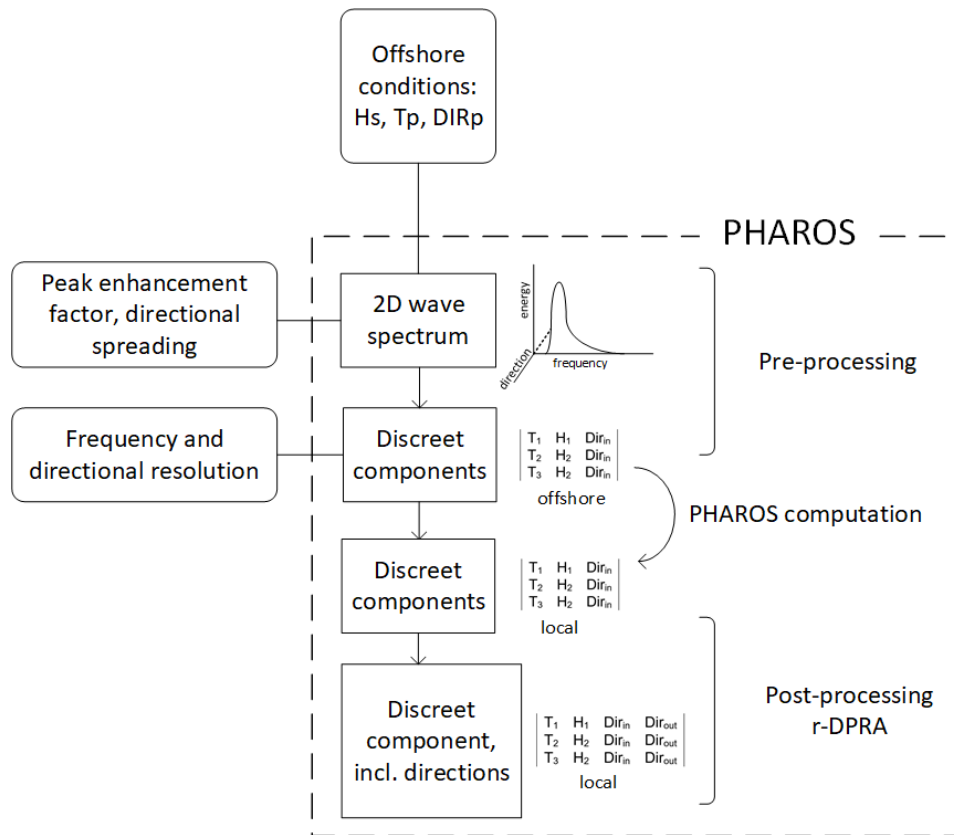 Offshore
conditions:
Hs, Tp, DIRp
PHAROS
Peak enhancement
factor, directional
spreading
2D wave
spectrum
energy
direction
frequency
Pre-processing
Frequency and
directional resolution
Discreet
components
T₁ H₁ Dirᵢₙ
T₂ H₂ Dirᵢₙ
T₃ H₂ Dirᵢₙ
offshore
PHAROS computation
Discreet
components
T₁ H₁ Dirᵢₙ
T₂ H₂ Dirᵢₙ
T₃ H₂ Dirᵢₙ
local
Discreet
component,
incl. directions
T₁ H₁ Dirᵢₙ Dirₒᵤₜ
T₂ H₂ Dirᵢₙ Dirₒᵤₜ
T₃ H₂ Dirᵢₙ Dirₒᵤₜ
local
Post-processing
r-DPRA